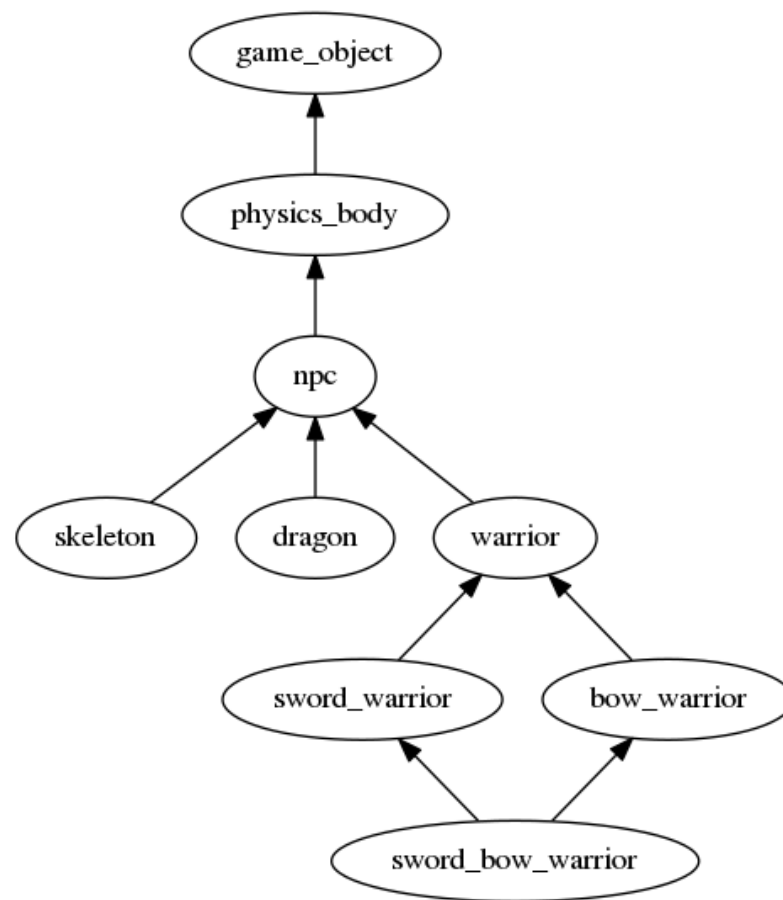 game_object
physics_body
npc
skeleton
dragon
warrior
sword_warrior
bow_warrior
sword_bow_warrior